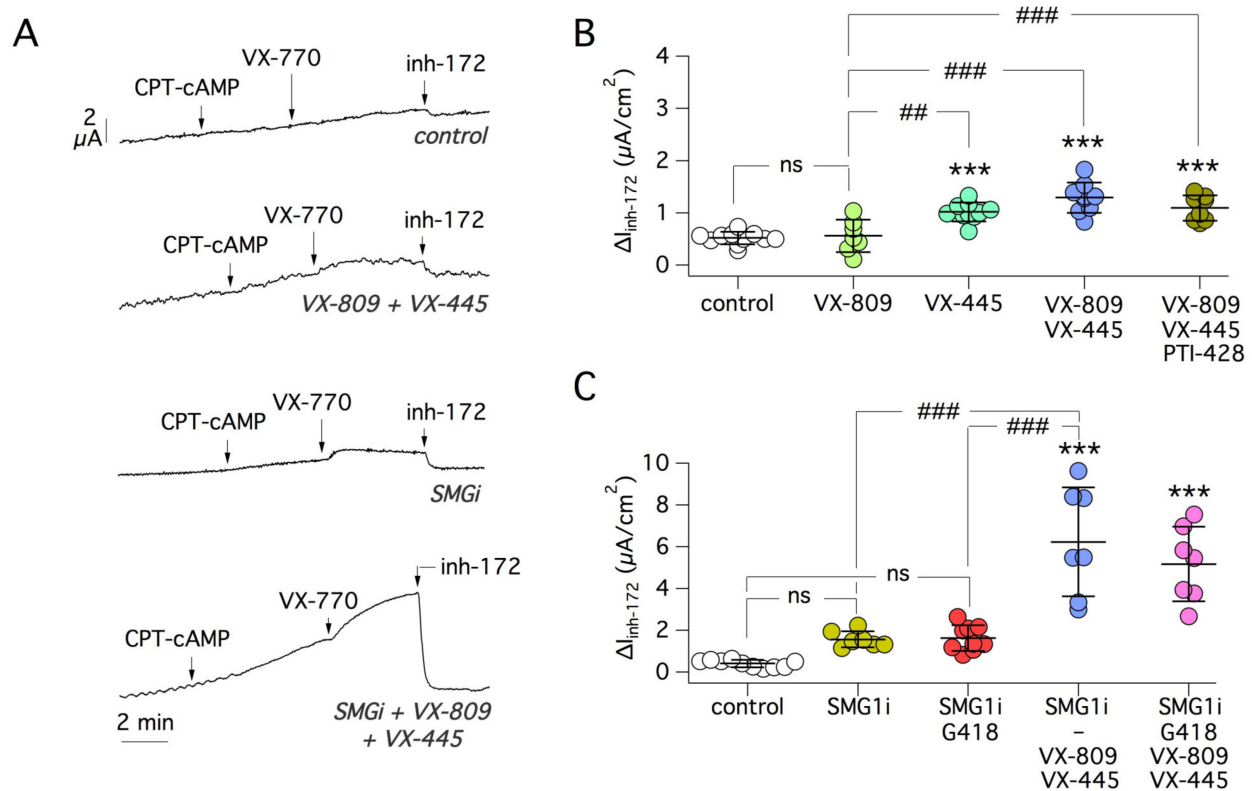 A
2
µA
CPT-cAMP
VX-770
inh-172
control
CPT-cAMP
VX-770
inh-172
VX-809 + VX-445
CPT-cAMP
VX-770
inh-172
SMGi
CPT-cAMP
VX-770
inh-172
2 min
SMGi + VX-809
+ VX-445
B
###
###
##
ns
***
***
***
ΔIinh-172 (µA/cm2)
4
3
2
1
0
control
VX-809
VX-445
VX-809
VX-445
VX-809
VX-445
PTI-428
C
###
###
ns
ns
***
***
ΔIinh-172 (µA/cm2)
10
8
6
4
2
0
control
SMG1i
SMG1i
G418
SMG1i
–
VX-809
VX-445
SMG1i
G418
VX-809
VX-445